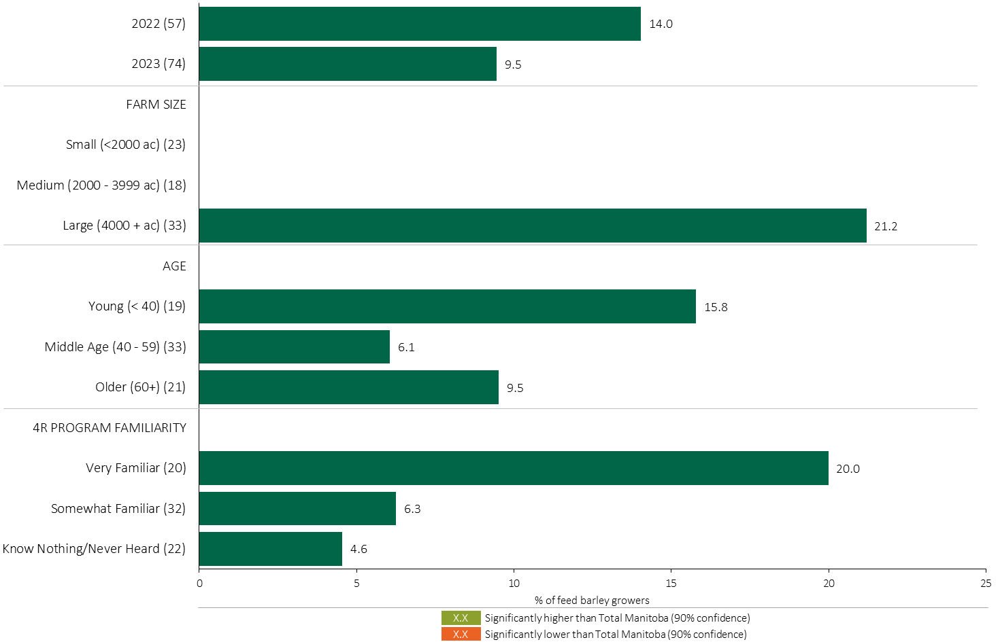 2022 (57) 14.0
2023 (74) 9.5
FARM SIZE
Small (<2000 ac) (23)
Medium (2000 - 3999 ac) (18)
Large (4000 + ac) (33) 21.2
AGE
Young (< 40) (19) 15.8
Middle Age (40 - 59) (33) 6.1
Older (60+) (21) 9.5
4R PROGRAM FAMILIARITY
Very Familiar (20) 20.0
Somewhat Familiar (32) 6.3
Know Nothing/Never Heard (22) 4.6
0 5 10 15 20 25
% of feed barley growers
X.X Significantly higher than Total Manitoba (90% confidence)
X.X Significantly lower than Total Manitoba (90% confidence)